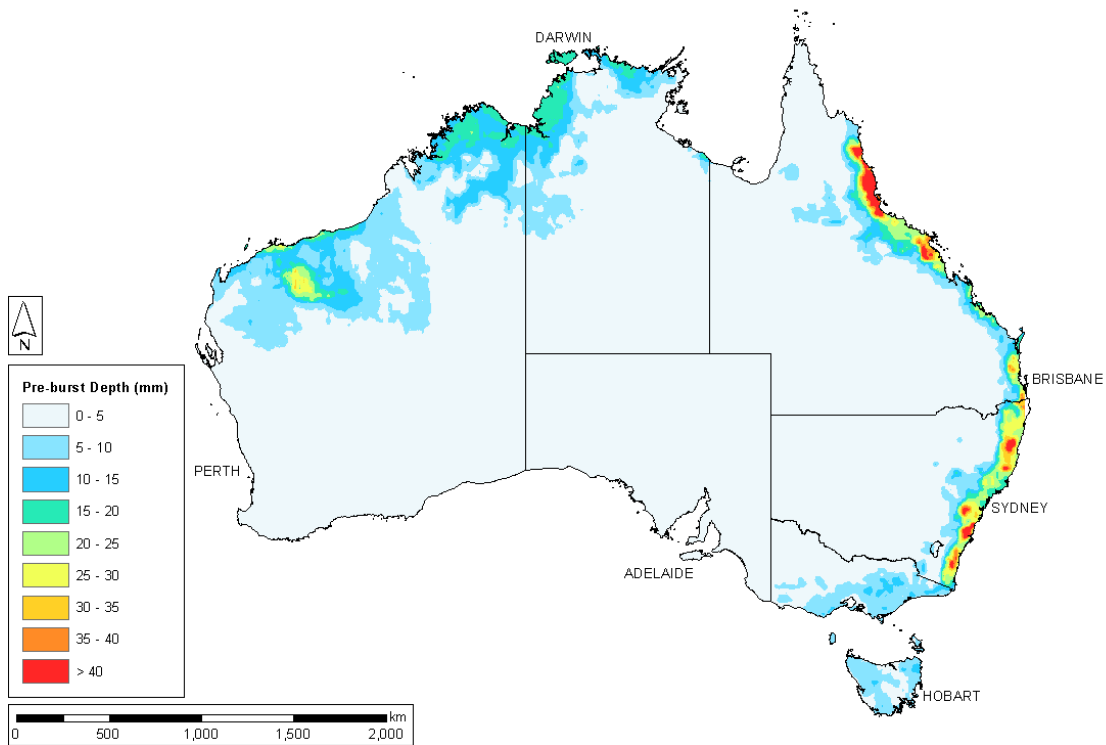 DARWIN
BRISBANE
PERTH
SYDNEY
ADELAIDE
HOBART
N
Pre-burst Depth (mm)
0 - 5
5 - 10
10 - 15
15 - 20
20 - 25
25 - 30
30 - 35
35 - 40
> 40
km
0 500 1,000 1,500 2,000